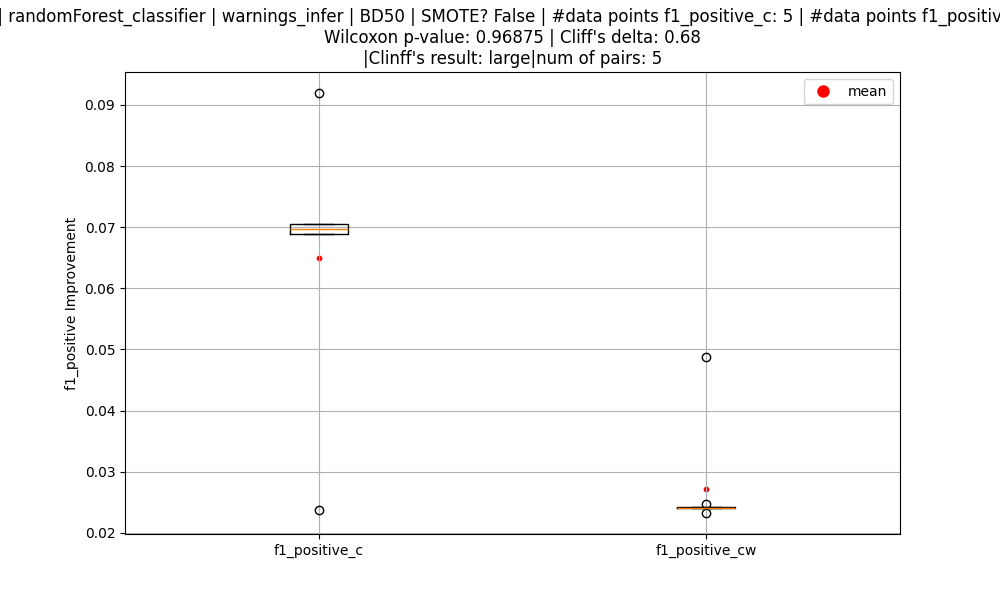 | randomForest_classifier | warnings_infer | BD50 | SMOTE? False | #data points f1_positive_c: 5 | #data points f1_positiv
Wilcoxon p-value: 0.96875 | Cliff's delta: 0.68
|Clinff's result: large|num of pairs: 5
mean
f1_positive Improvement
0.09
0.08
0.07
0.06
0.05
0.04
0.03
0.02
f1_positive_c
f1_positive_cw